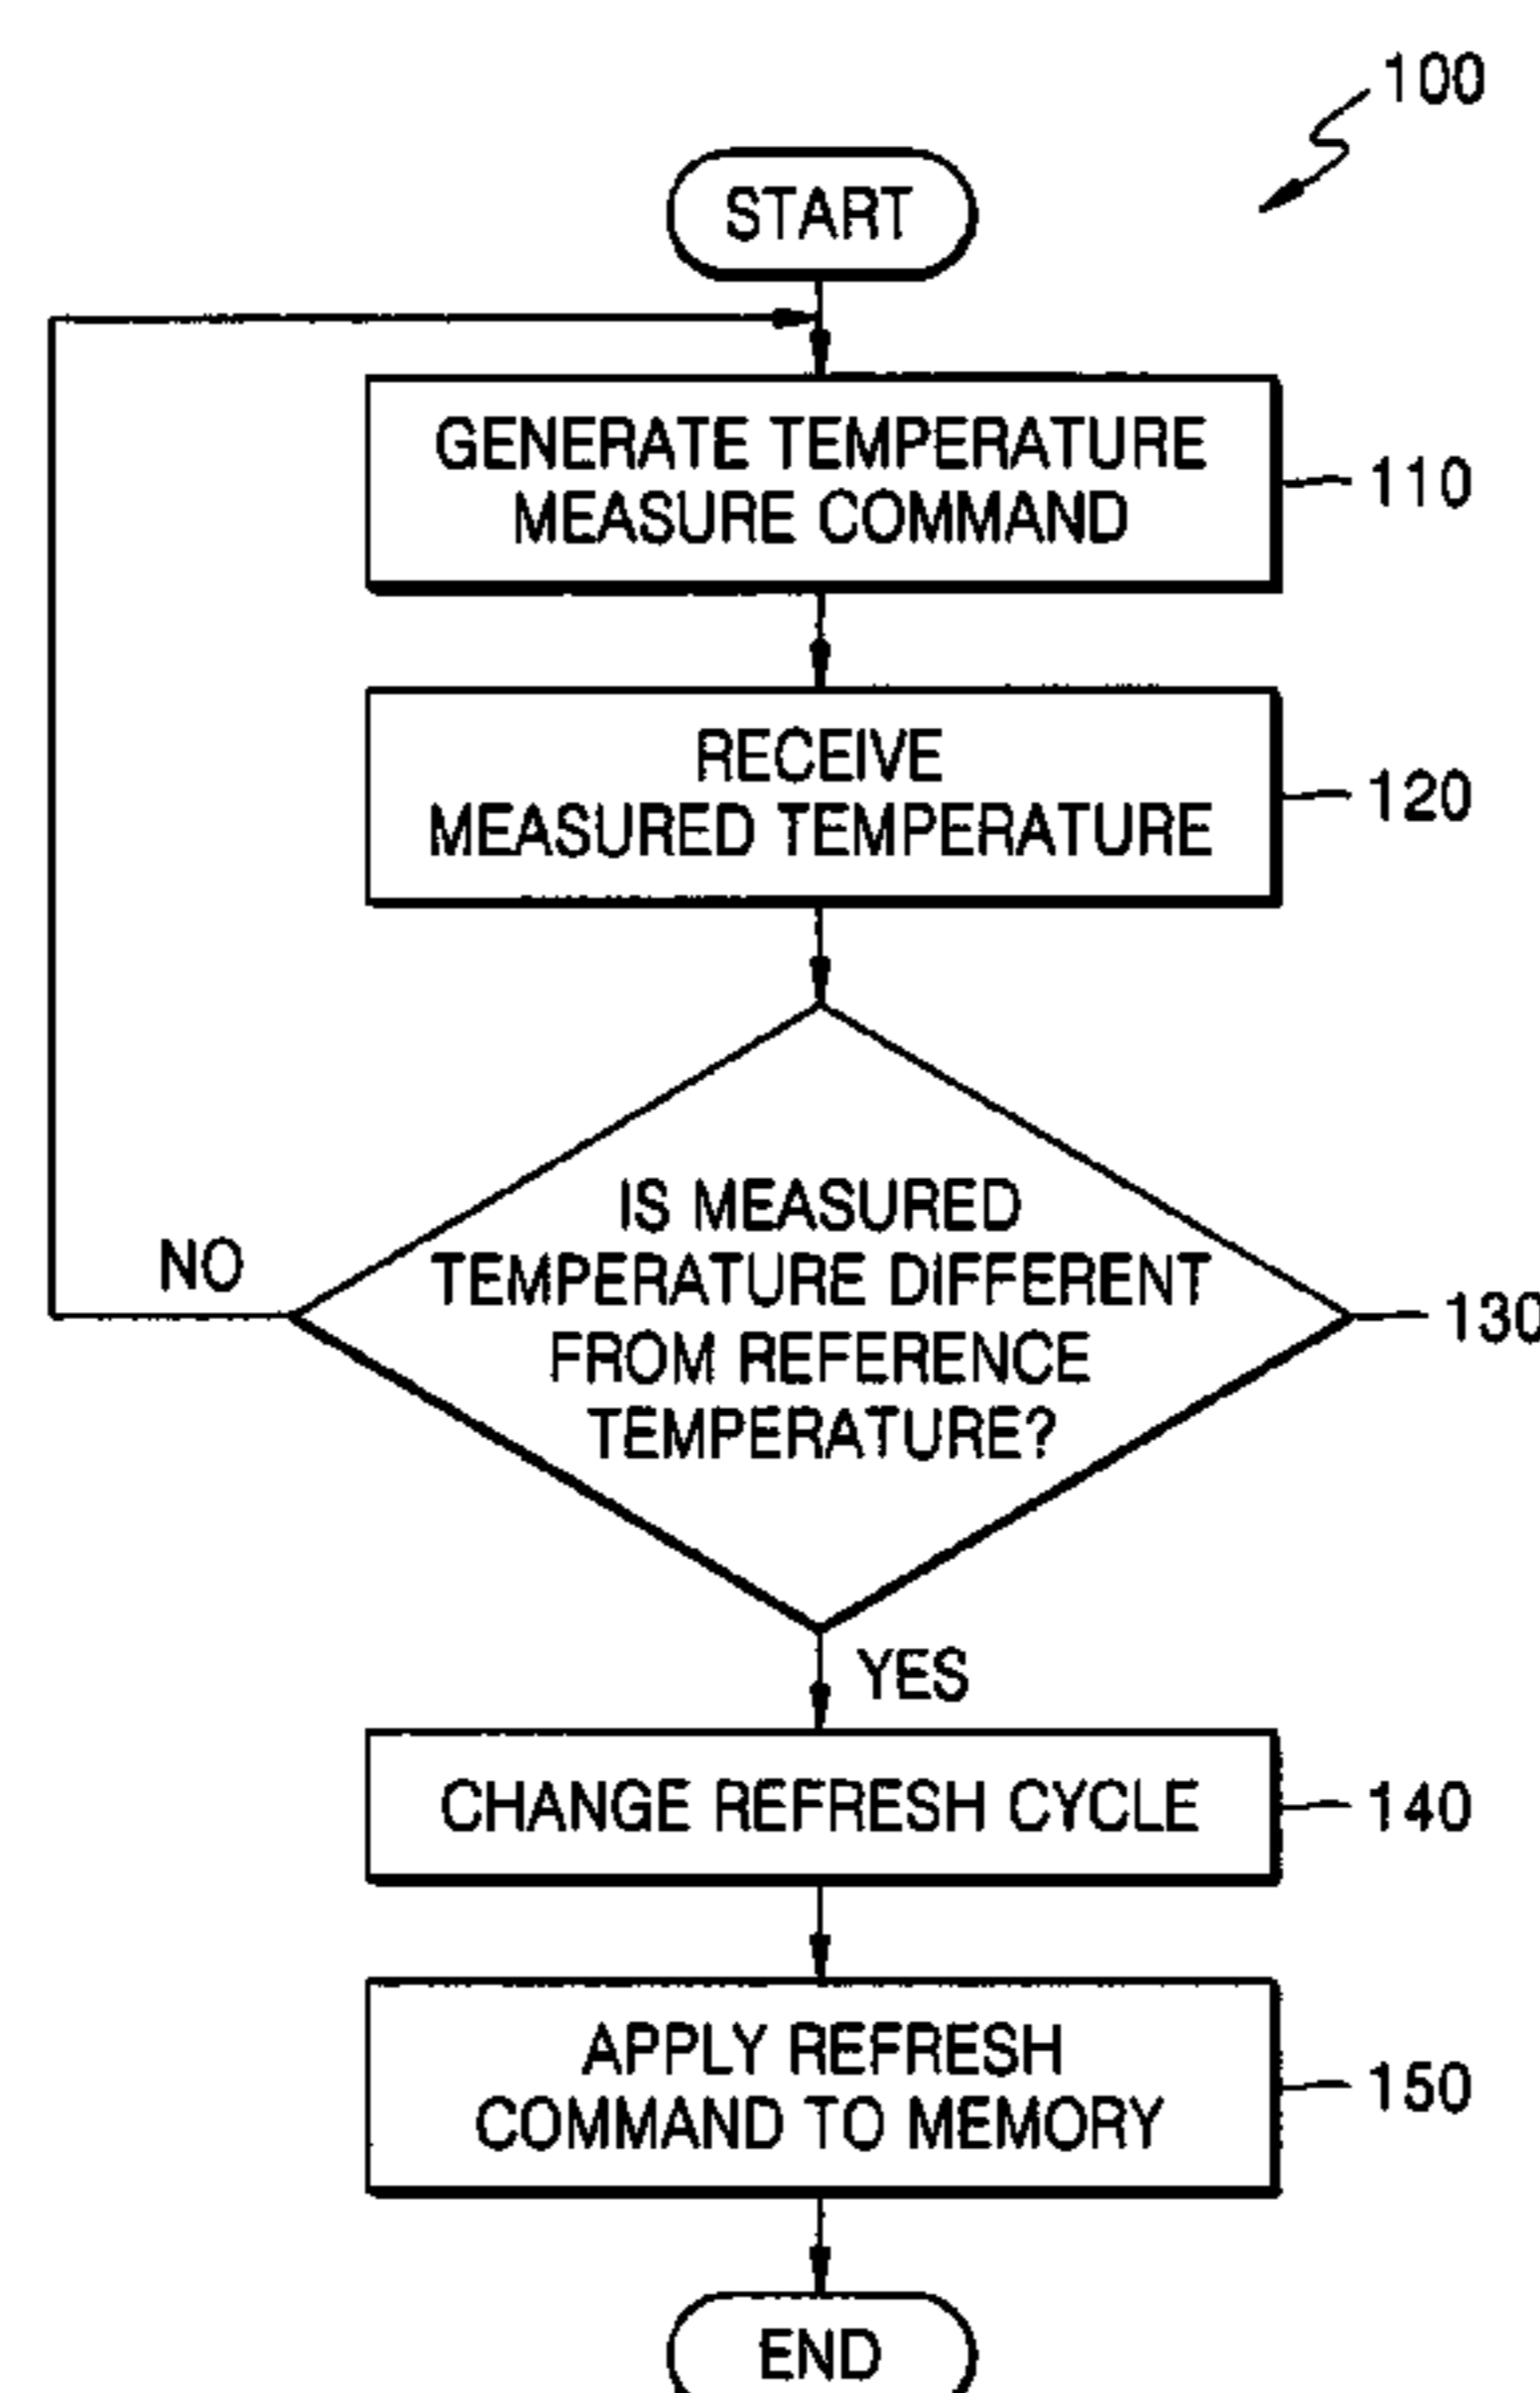 100
START
GENERATE TEMPERATURE
MEASURE COMMAND
110
RECEIVE
MEASURED TEMPERATURE
120
IS MEASURED
TEMPERATURE DIFFERENT
FROM REFERENCE
TEMPERATURE?
130
NO
YES
CHANGE REFRESH CYCLE
140
APPLY REFRESH
COMMAND TO MEMORY
150
END